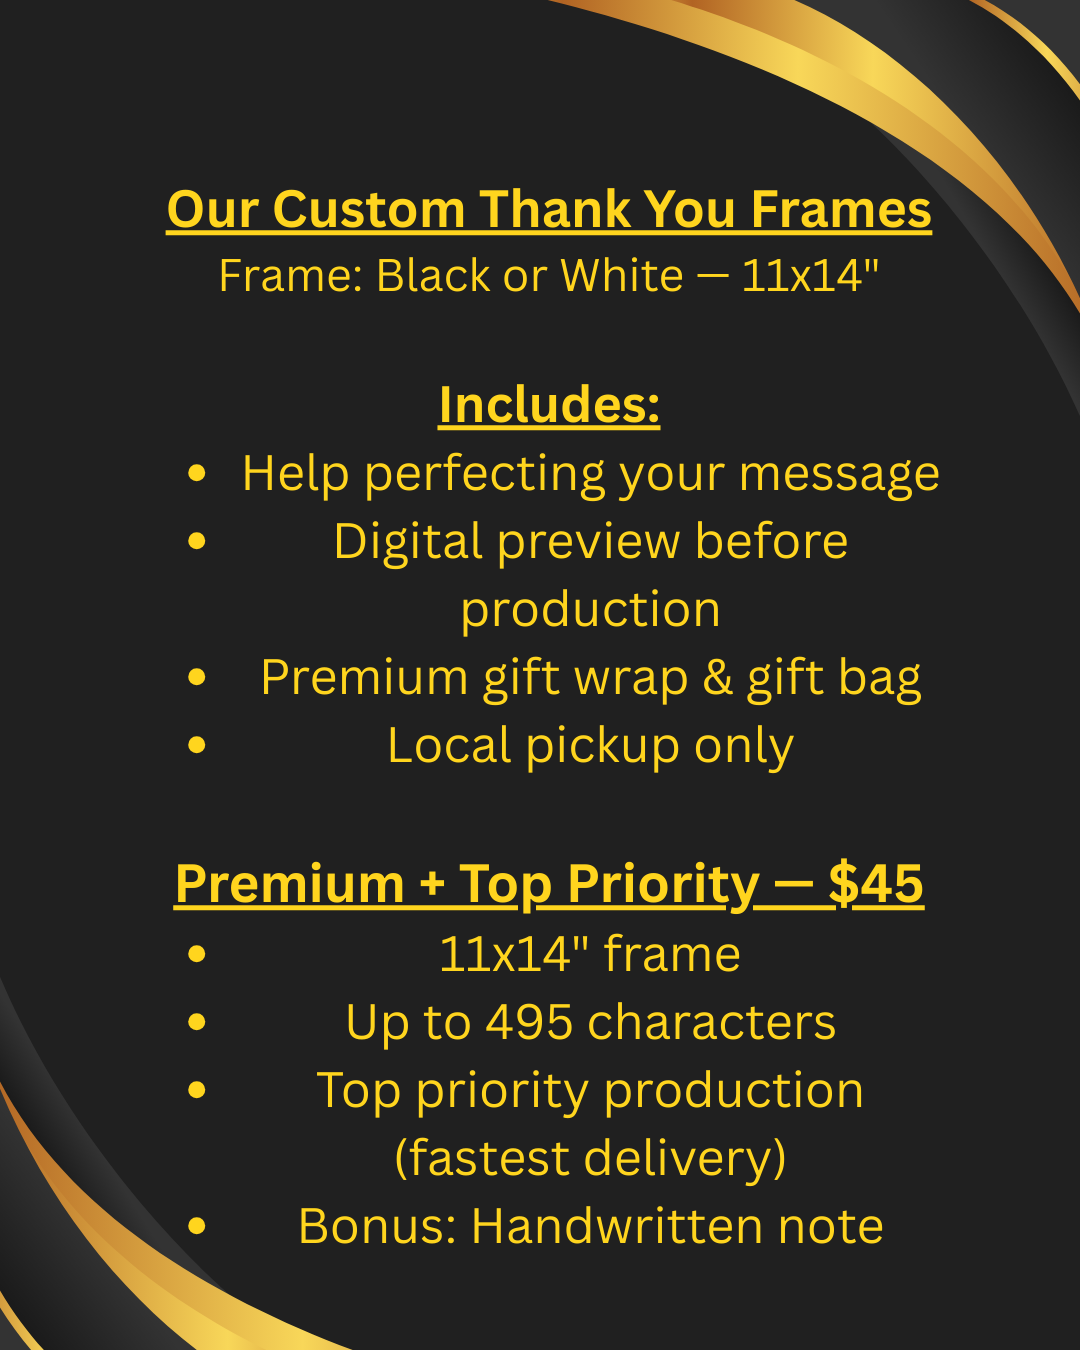 Our Custom Thank You Frames
Frame: Black or White — 11x14"
Includes:
• Help perfecting your message
• Digital preview before
production
• Premium gift wrap & gift bag
• Local pickup only
Premium + Top Priority — $45
• 11x14" frame
• Up to 495 characters
• Top priority production
(fastest delivery)
• Bonus: Handwritten note